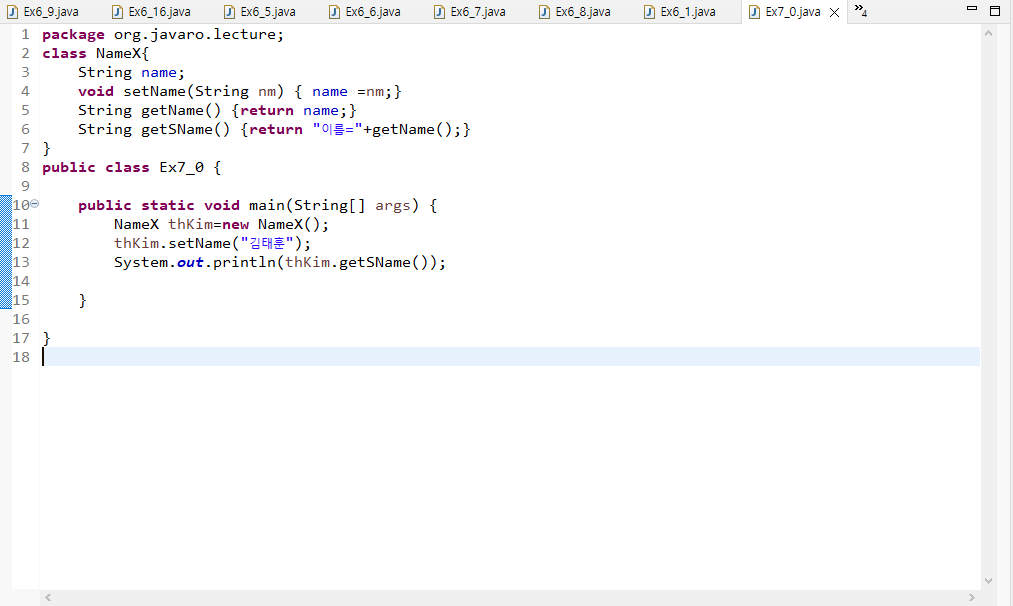 Ex6_9.java Ex6_16.java Ex6_5.java Ex6_6.java Ex6_7.java Ex6_8.java Ex6_1.java Ex7_0.java »4
1 package org.javaro.lecture;
2 class NameX{
3 String name;
4 void setName(String nm) { name =nm;}
5 String getName() {return name;}
6 String getSName() {return "이름="+getName();}
7 }
8 public class Ex7_0 {
9
10 public static void main(String[] args) {
11 NameX thKim=new NameX();
12 thKim.setName("김태훈");
13 System.out.println(thKim.getSName());
14
15 }
16
17 }
18